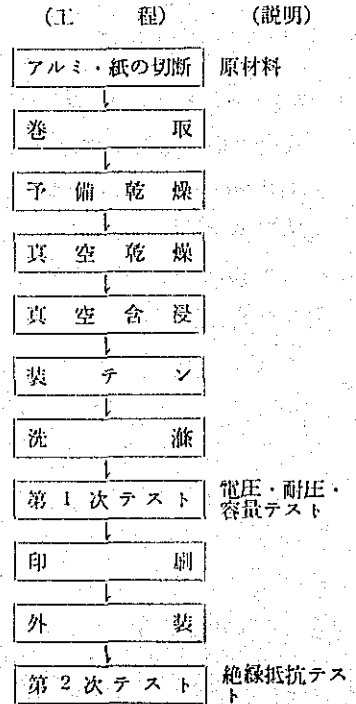 (工程) (説明)
アルミ・紙の切断 原材料
巻取
予備乾燥
真空乾燥
真空含浸
装テン
洗滌
第1次テスト 電圧・耐圧・
容量テスト
印刷
外装
第2次テスト 絶縁抵抗テス
ト